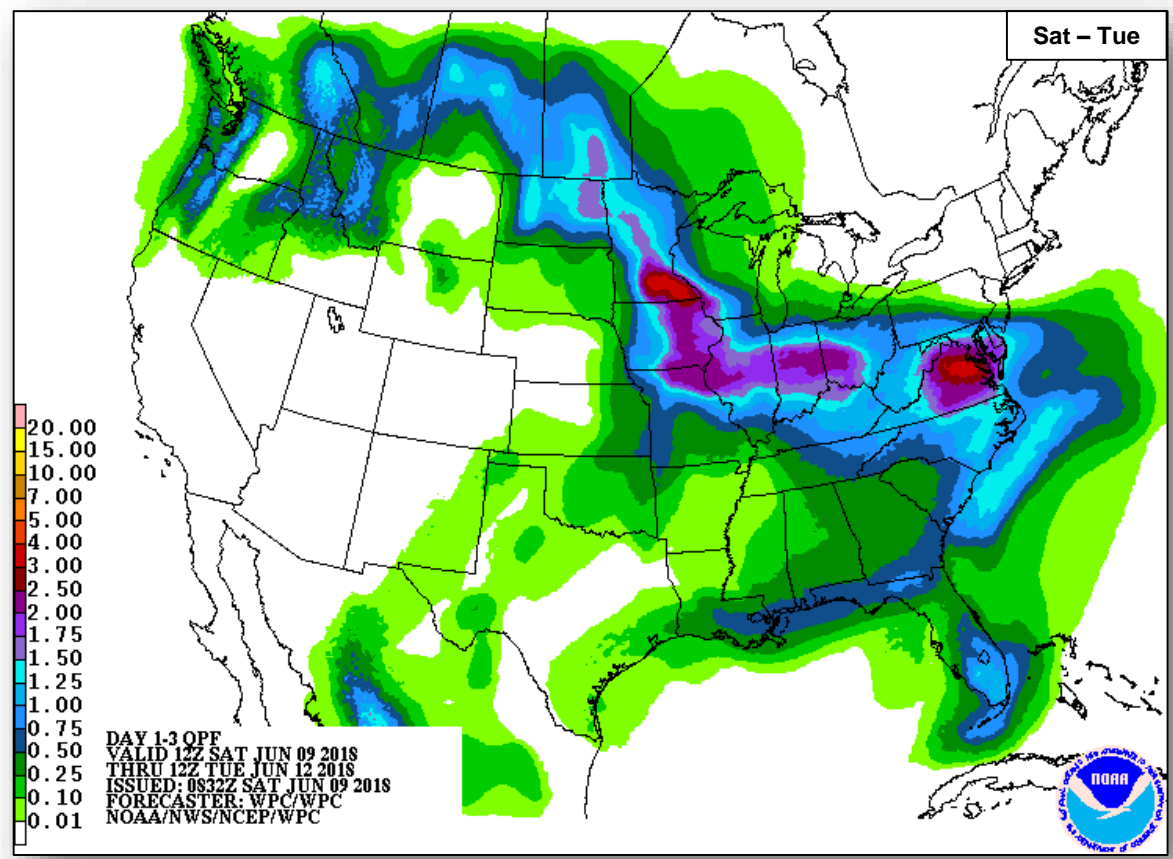 Sat – Tue
20.00
15.00
10.00
7.00
5.00
4.00
3.00
2.50
2.00
1.75
1.50
1.25
1.00
0.75
0.50
0.25
0.10
0.01
DAY 1-3 QPF
VALID 12Z SAT JUN 09 2018
THRU 12Z TUE JUN 12 2018
ISSUED: 0832Z SAT JUN 09 2018
FORECASTER: WPC/WPC
NOAA/NWS/NCEP/WPC
NOAA